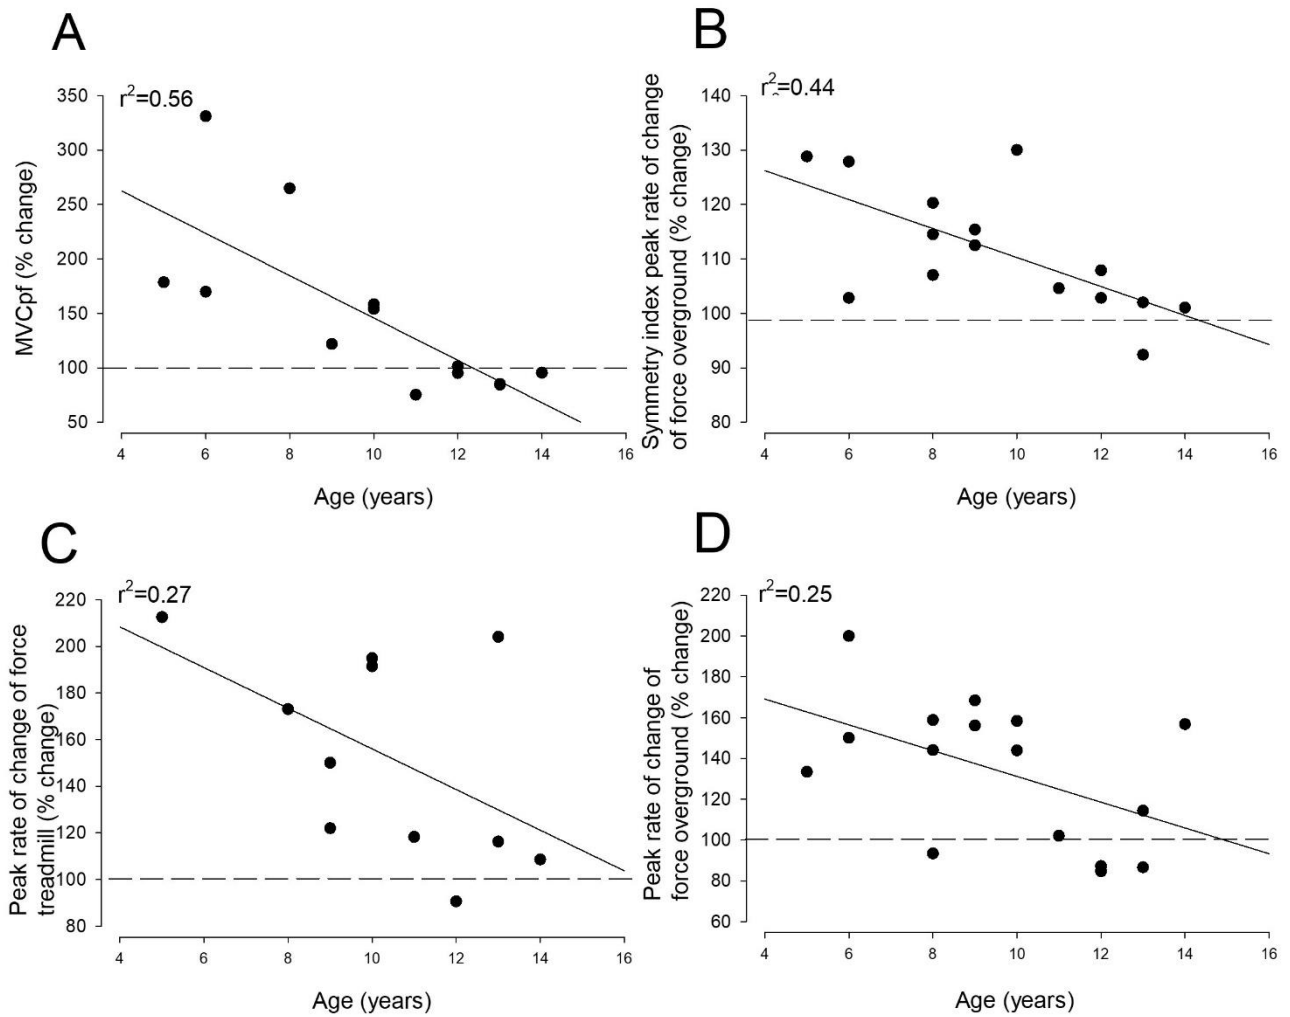 A
r²=0.56
MVCpf (% change)
350
300
250
200
150
100
50
4 6 8 10 12 14 16
Age (years)
B
r²=0.44
Symmetry index peak rate of change
of force overground (% change)
140
130
120
110
100
90
80
4 6 8 10 12 14 16
Age (years)
C
r²=0.27
Peak rate of change of force
treadmill (% change)
220
200
180
160
140
120
100
80
4 6 8 10 12 14 16
Age (years)
D
r²=0.25
Peak rate of change of
force overground (% change)
220
200
180
160
140
120
100
80
60
4 6 8 10 12 14 16
Age (years)